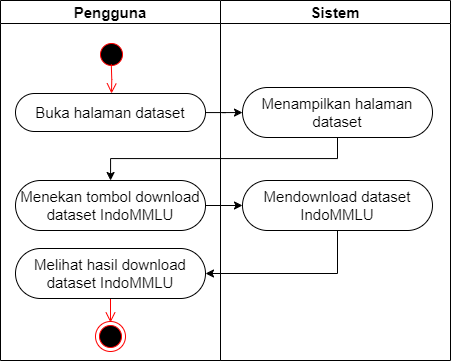 Pengguna
Sistem
Buka halaman dataset
Menampilkan halaman
dataset
Menekan tombol download
dataset IndoMMLU
Mendownload dataset
IndoMMLU
Melihat hasil download
dataset IndoMMLU